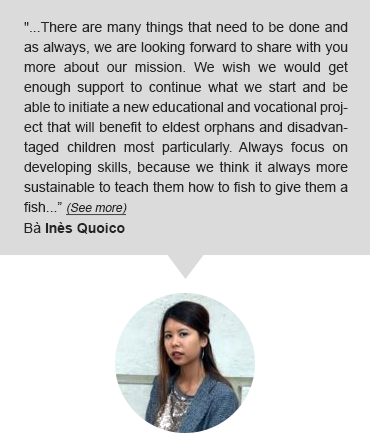 "...There are many things that need to be done and
as always, we are looking forward to share with you
more about our mission. We wish we would get
enough support to continue what we start and be
able to initiate a new educational and vocational proj-
ect that will benefit to eldest orphans and disadvan-
taged children most particularly. Always focus on
developing skills, because we think it always more
sustainable to teach them how to fish to give them a
fish...” (See more)
Bà Inès Quoico